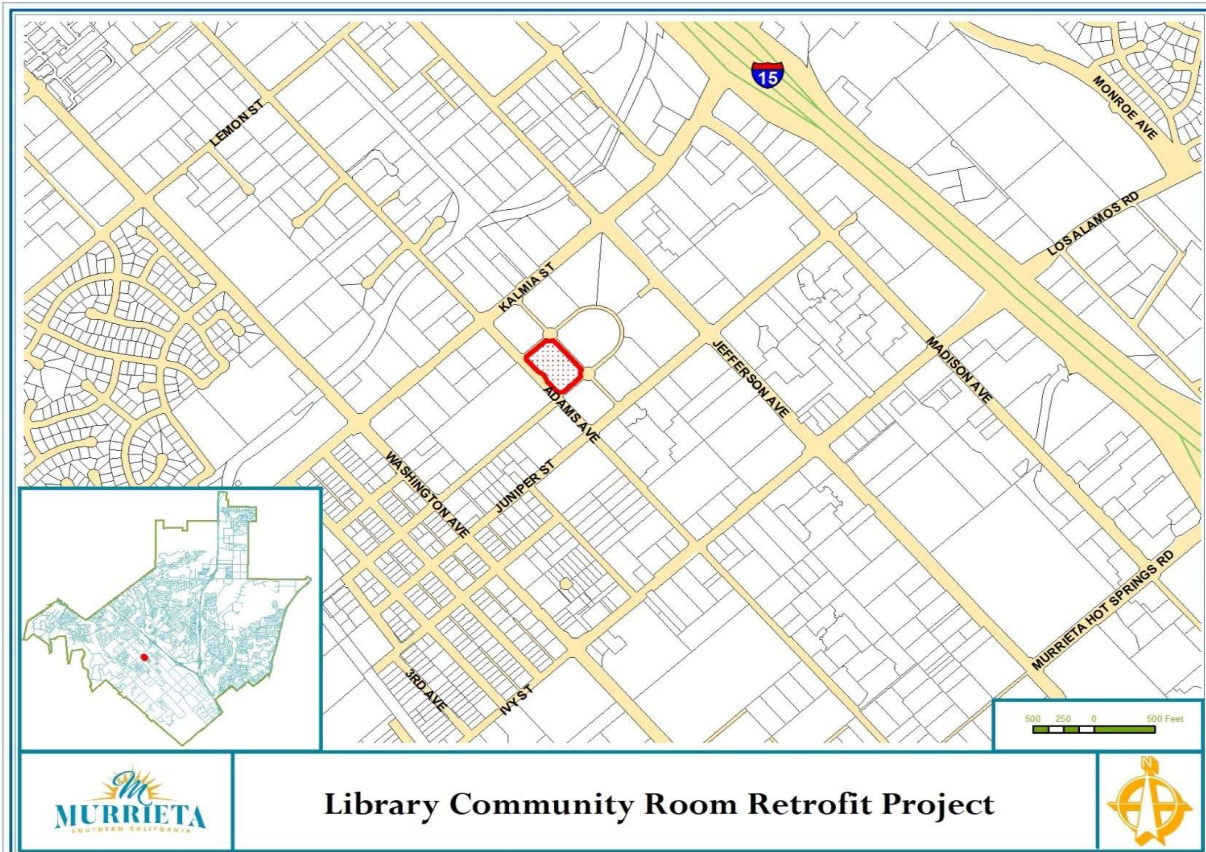 15
MONROE AVE
LEMON ST
LOS ALAMOS RD
KALMIA ST
JEFFERSON AVE
MADISON AVE
ADAMS AVE
WASHINGTON AVE
JUNIPER ST
MURRIETA HOT SPRINGS RD
3RD AVE
IVY ST
500 250 0 500 Feet
M
MURRIETA
SOUTHERN CALIFORNIA
Library Community Room Retrofit Project
N